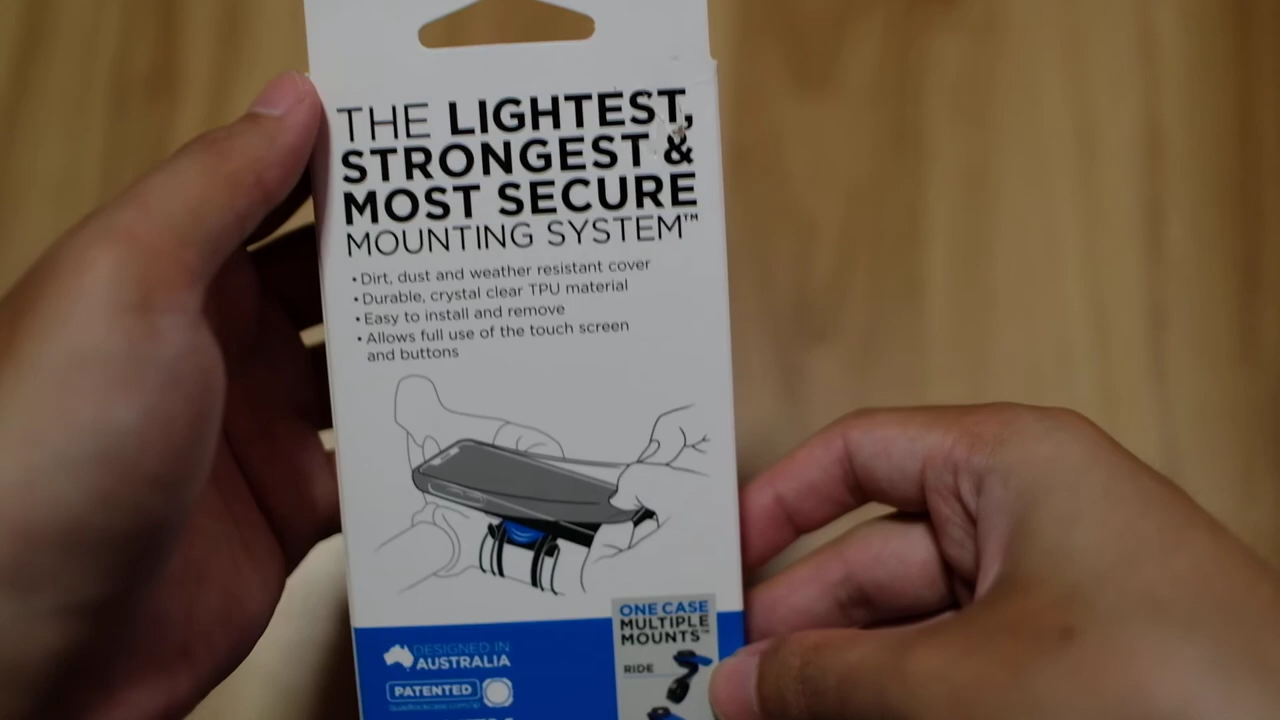 THE LIGHTEST,
STRONGEST &
MOST SECURE
MOUNTING SYSTEM™
• Dirt, dust and weather resistant cover
• Durable, crystal clear TPU material
• Easy to install and remove
• Allows full use of the touch screen
and buttons
ONE CASE
MULTIPLE
MOUNTS™
RIDE
DESIGNED IN
AUSTRALIA
PATENTED